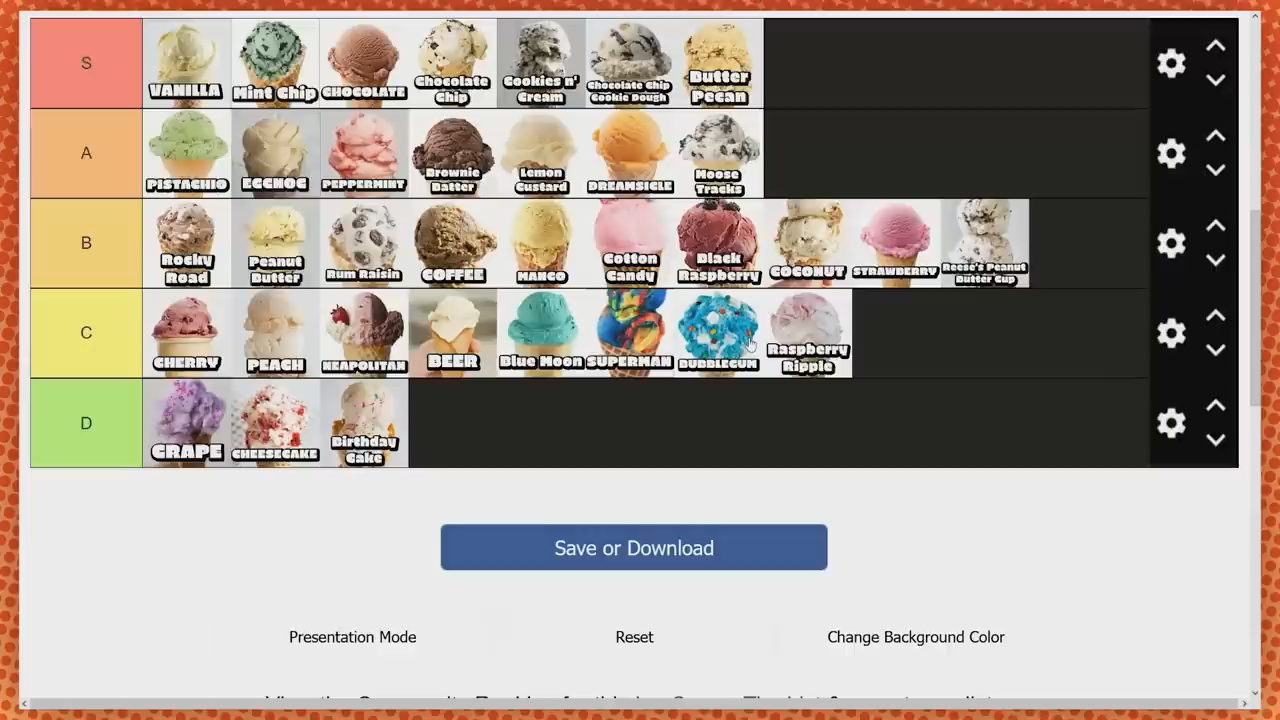 S
VANILLA
Mint Chip
CHOCOLATE
Chocolate
Chip
Cookies n'
Cream
Chocolate Chip
Cookie Dough
Butter
Pecan
A
PISTACHIO
EGGNOG
PEPPERMINT
Brownie
Batter
Lemon
Custard
DREAMSICLE
Moose
Tracks
B
Rocky
Road
Peanut
Butter
Rum Raisin
COFFEE
MANGO
Cotton
Candy
Black
Raspberry
COCONUT
STRAWBERRY
Reese's Peanut
Butter Cup
C
CHERRY
PEACH
NEAPOLITAN
BEER
Blue Moon
SUPERMAN
BUBBLEGUM
Raspberry
Ripple
D
GRAPE
CHEESECAKE
Birthday
Cake
Save or Download
Presentation Mode
Reset
Change Background Color